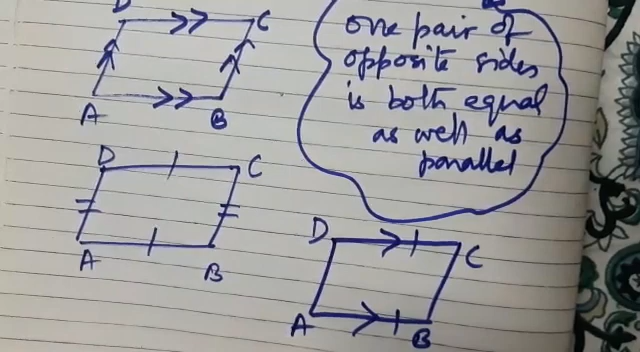 D C
A B
one pair of
opposite sides
is both equal
as well as
parallel
D C
A B
D C
A B